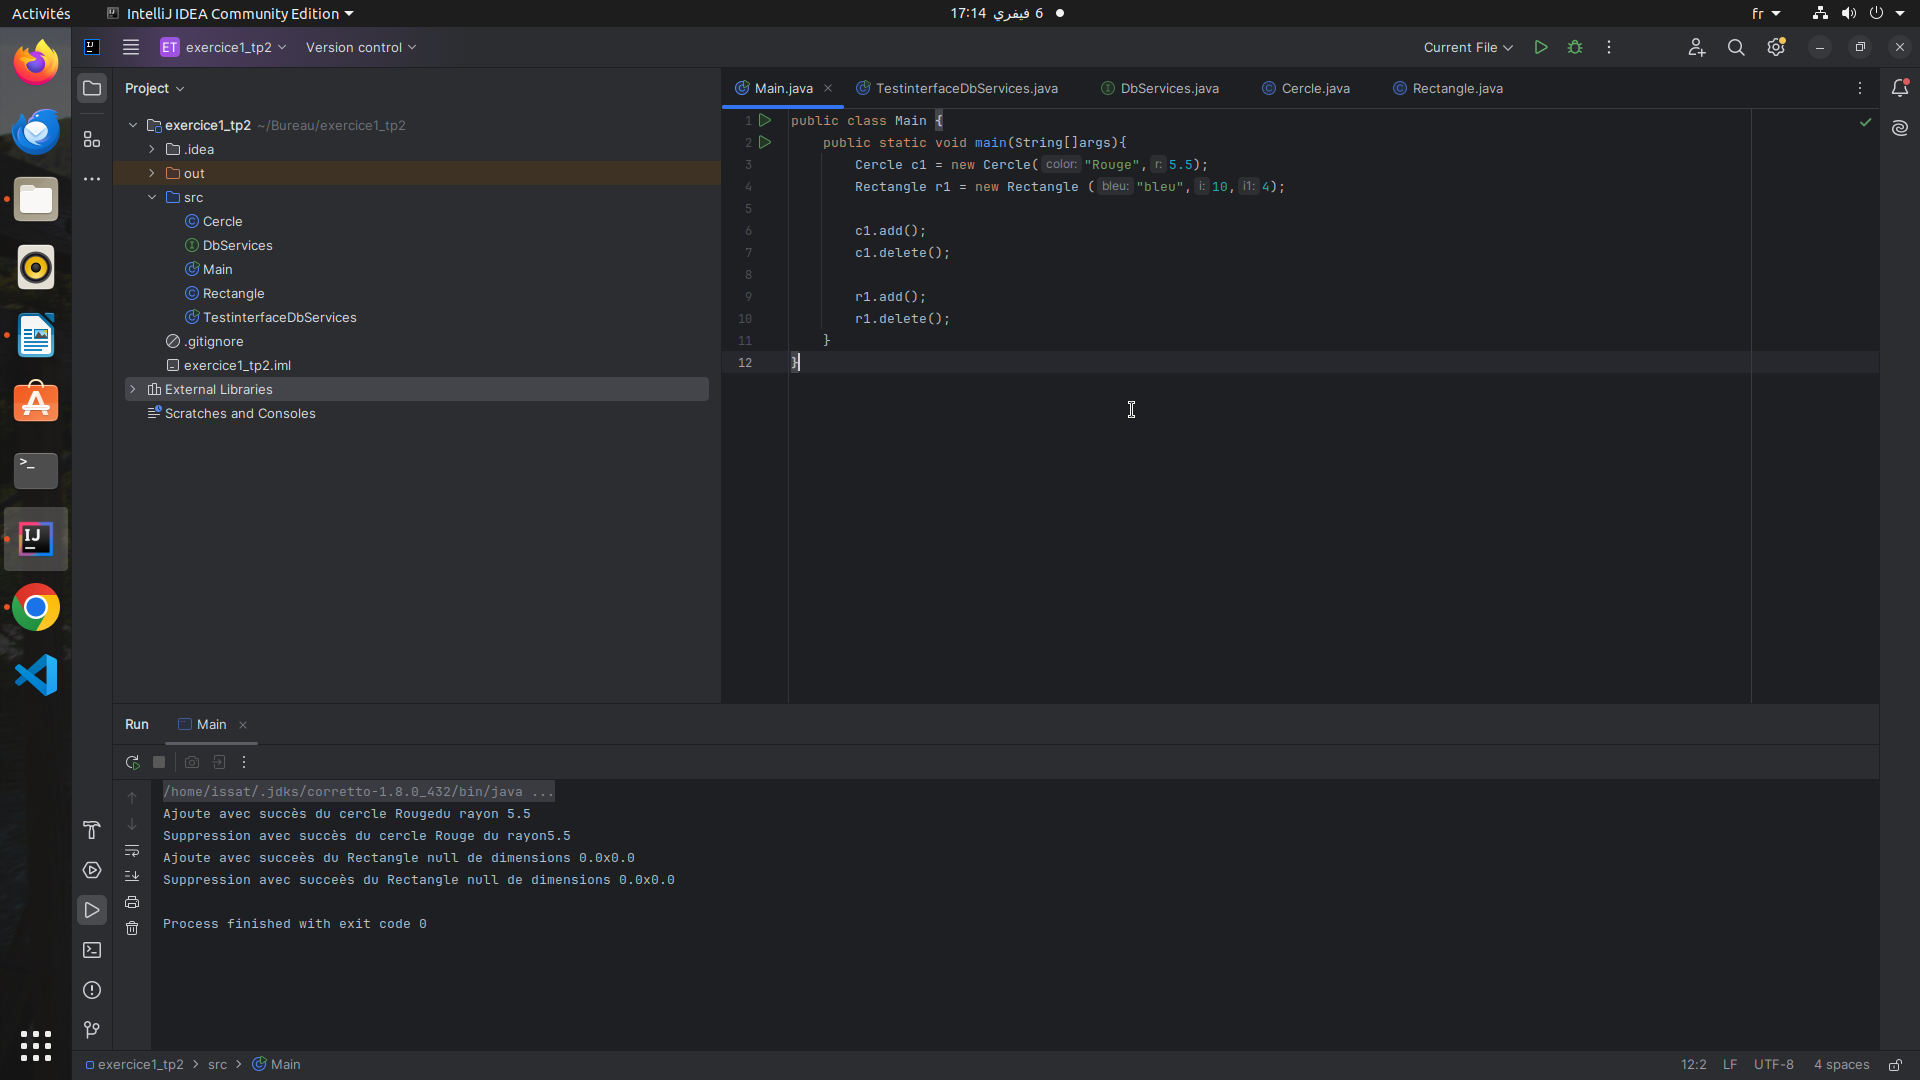 Activités
IntelliJ IDEA Community Edition
6 فيفري 17:14
fr
ET exercice1_tp2
Version control
Current File
Project
Main.java
TestinterfaceDbServices.java
DbServices.java
Cercle.java
Rectangle.java
exercice1_tp2 ~/Bureau/exercice1_tp2
.idea
out
src
Cercle
DbServices
Main
Rectangle
TestinterfaceDbServices
.gitignore
exercice1_tp2.iml
External Libraries
Scratches and Consoles
1 public class Main {
2 public static void main(String[]args){
3 Cercle c1 = new Cercle( color: "Rouge", r: 5.5);
4 Rectangle r1 = new Rectangle ( bleu: "bleu", i: 10, i1: 4);
5
6 c1.add();
7 c1.delete();
8
9 r1.add();
10 r1.delete();
11 }
12 }
Run
Main
/home/issat/.jdks/corretto-1.8.0_432/bin/java ...
Ajoute avec succès du cercle Rougedu rayon 5.5
Suppression avec succès du cercle Rouge du rayon5.5
Ajoute avec succeès du Rectangle null de dimensions 0.0x0.0
Suppression avec succeès du Rectangle null de dimensions 0.0x0.0
Process finished with exit code 0
exercice1_tp2 > src > Main
12:2 LF UTF-8 4 spaces